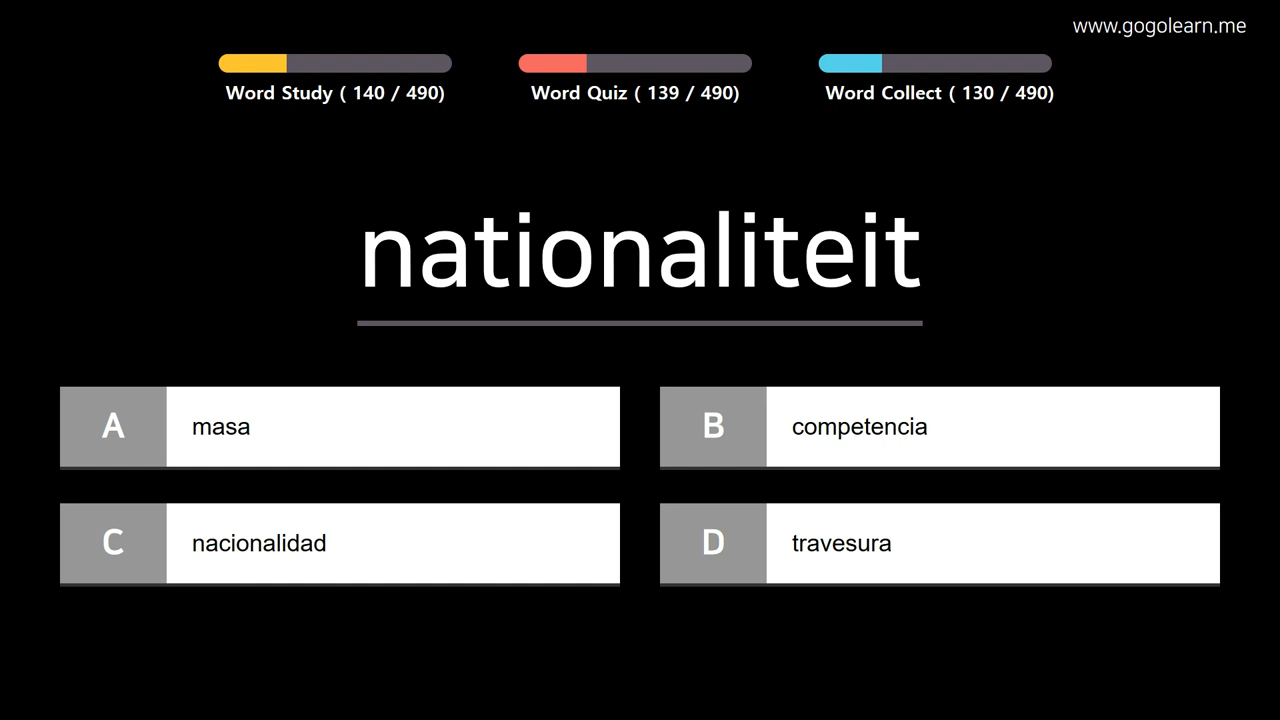 www.gogolearn.me
Word Study ( 140 / 490)
Word Quiz ( 139 / 490)
Word Collect ( 130 / 490)
nationaliteit
A masa
B competencia
C nacionalidad
D travesura